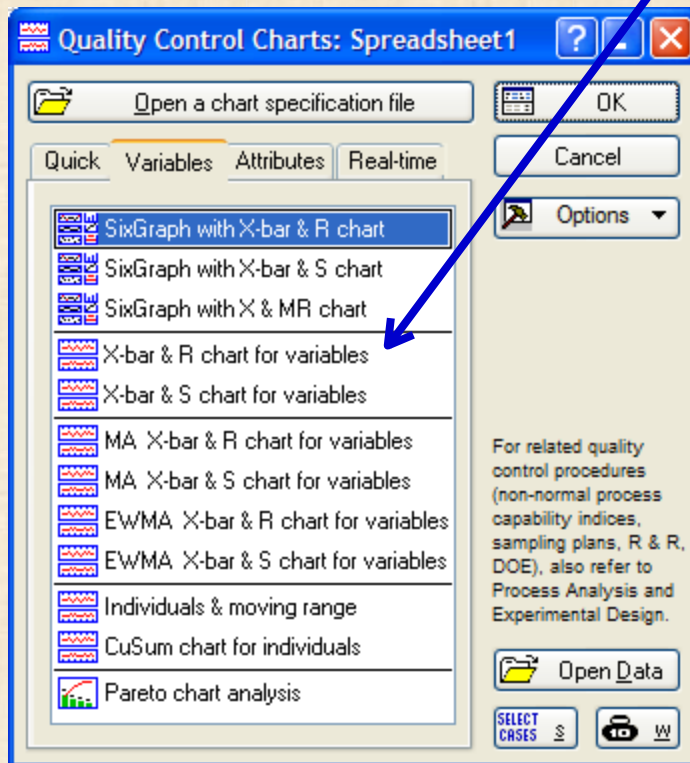 Quality Control Charts: Spreadsheet1
Open a chart specification file
OK
Quick
Variables
Attributes
Real-time
Cancel
Options
SixGraph with X-bar & R chart
SixGraph with X-bar & S chart
SixGraph with X & MR chart
X-bar & R chart for variables
X-bar & S chart for variables
MA X-bar & R chart for variables
MA X-bar & S chart for variables
EWMA X-bar & R chart for variables
EWMA X-bar & S chart for variables
Individuals & moving range
CuSum chart for individuals
Pareto chart analysis
For related quality
control procedures
(non-normal process
capability indices,
sampling plans, R & R,
DOE), also refer to
Process Analysis and
Experimental Design.
Open Data
SELECT
CASES S
W